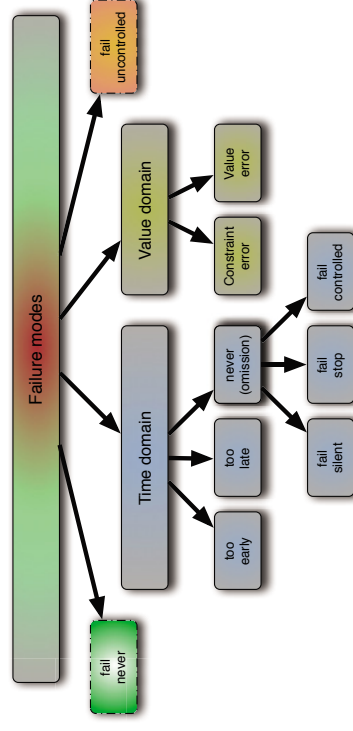 Failure modes
fail
never
Time domain
Value domain
fail
uncontrolled
too
early
too
late
never
(omission)
Constraint
error
Value
error
fail
silent
fail
stop
fail
controlled